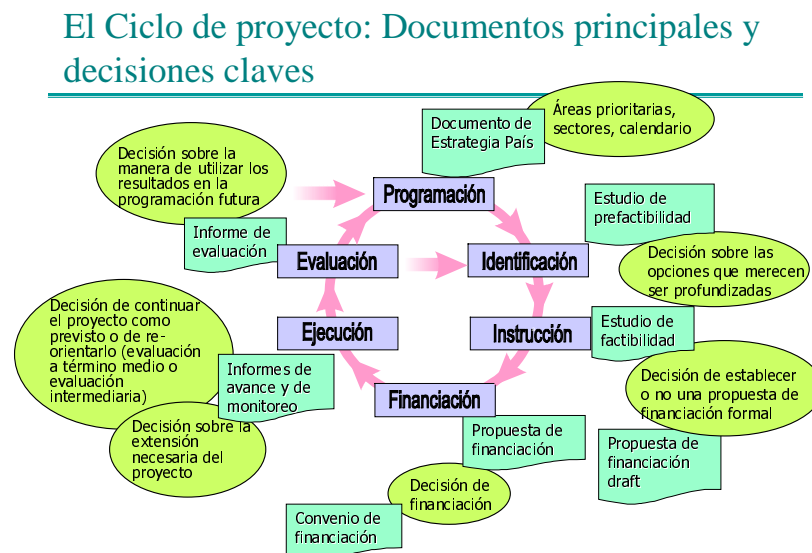 El Ciclo de proyecto: Documentos principales y
decisiones claves
Documento de
Estrategia País
Áreas prioritarias,
sectores, calendario
Decisión sobre la
manera de utilizar los
resultados en la
programación futura
Programación
Estudio de
prefactibilidad
Informe de
evaluación
Evaluación
Identificación
Decisión sobre las
opciones que merecen
ser profundizadas
Decisión de continuar
el proyecto como
previsto o de re-
orientarlo (evaluación
a término medio o
evaluación
intermediaria)
Ejecución
Instrucción
Estudio de
factibilidad
Informes de
avance y de
monitoreo
Financiación
Decisión de establecer
o no una propuesta de
financiación formal
Decisión sobre la
extensión
necesaria del
proyecto
Propuesta de
financiación
Propuesta de
financiación
draft
Decisión de
financiación
Convenio de
financiación